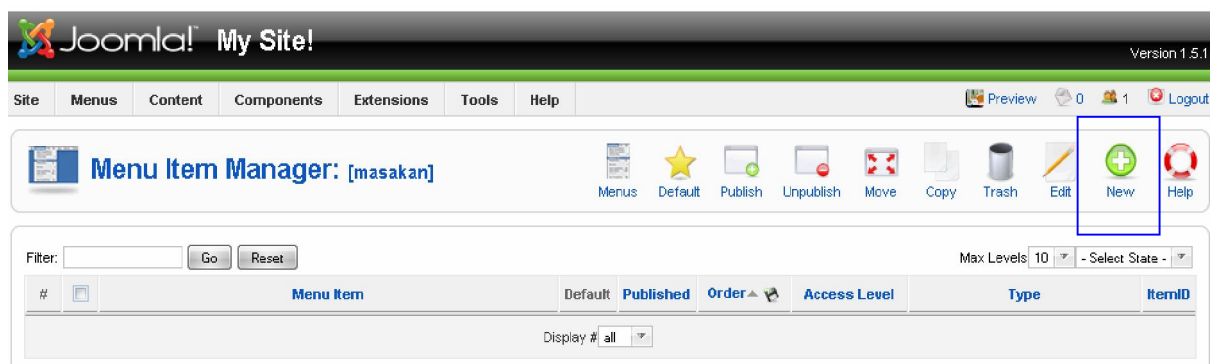 Joomla! My Site!
Version 1.5.1
Site Menus Content Components Extensions Tools Help Preview 0 1 Logout
Menu Item Manager: [masakan]
Menus Default Publish Unpublish Move Copy Trash Edit New Help
Filter: Go Reset Max Levels 10 - Select State -
# Menu Item Default Published Order Access Level Type ItemID
Display # all